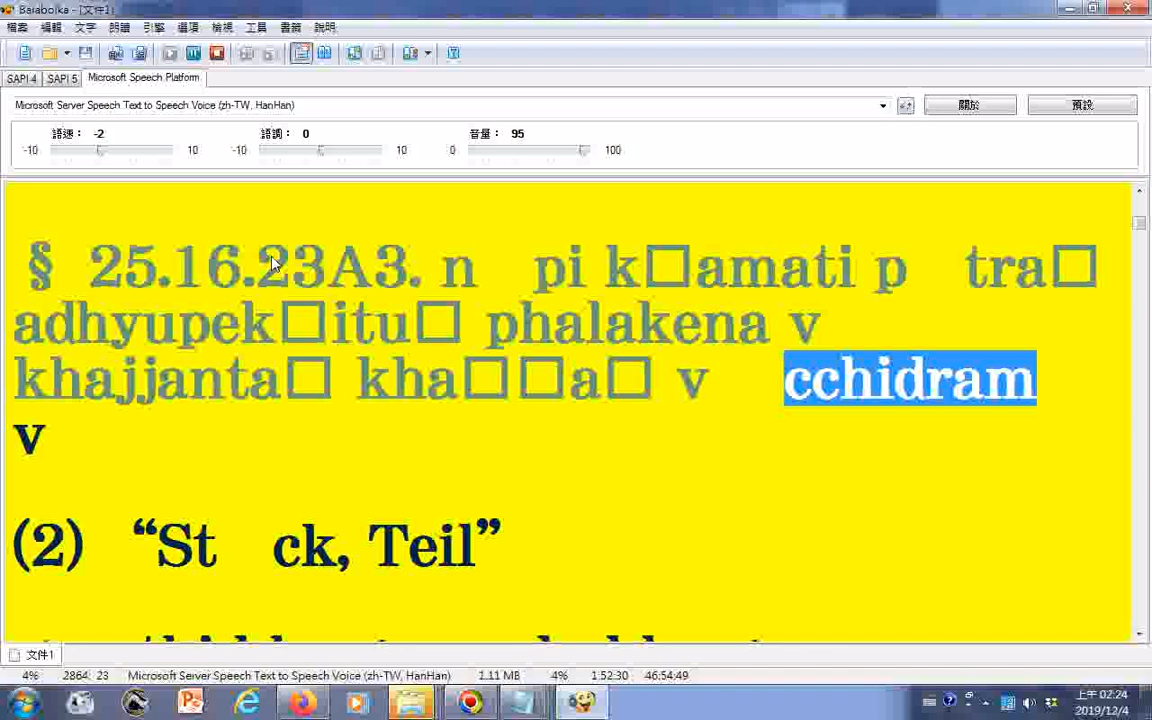 Balabolka - [文件1]
檔案 編輯 文字 朗讀 引擎 選項 檢視 工具 書籤 說明
SAPI 4 SAPI 5 Microsoft Speech Platform
Microsoft Server Speech Text to Speech Voice (zh-TW, HanHan) 關於 預設
語速： -2 語調： 0 音量： 95
-10 10 -10 10 0 100
§ 25.16.23A3. n pi k□amati p tra□
adhyupek□itu□ phalakena v
khajjanta□ kha□□a□ v cchidram
v
(2) “St ck, Teil”
文件1
4% 2864 23 Microsoft Server Speech Text to Speech Voice (zh-TW, HanHan) 1.11 MB 4% 1:52:30 46:54:49
上午 02:24
2019/12/4